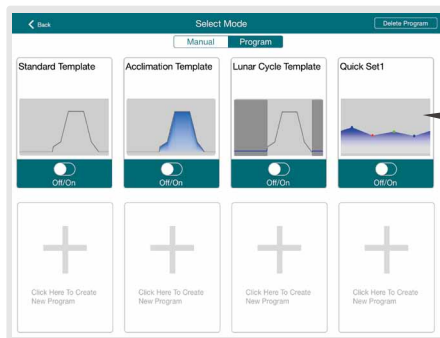 Back
Select Mode
Delete Program
Manual
Program
Standard Template
Acclimation Template
Lunar Cycle Template
Quick Set1
Off/On
Off/On
Off/On
Off/On
Click Here To Create
New Program
Click Here To Create
New Program
Click Here To Create
New Program
Click Here To Create
New Program